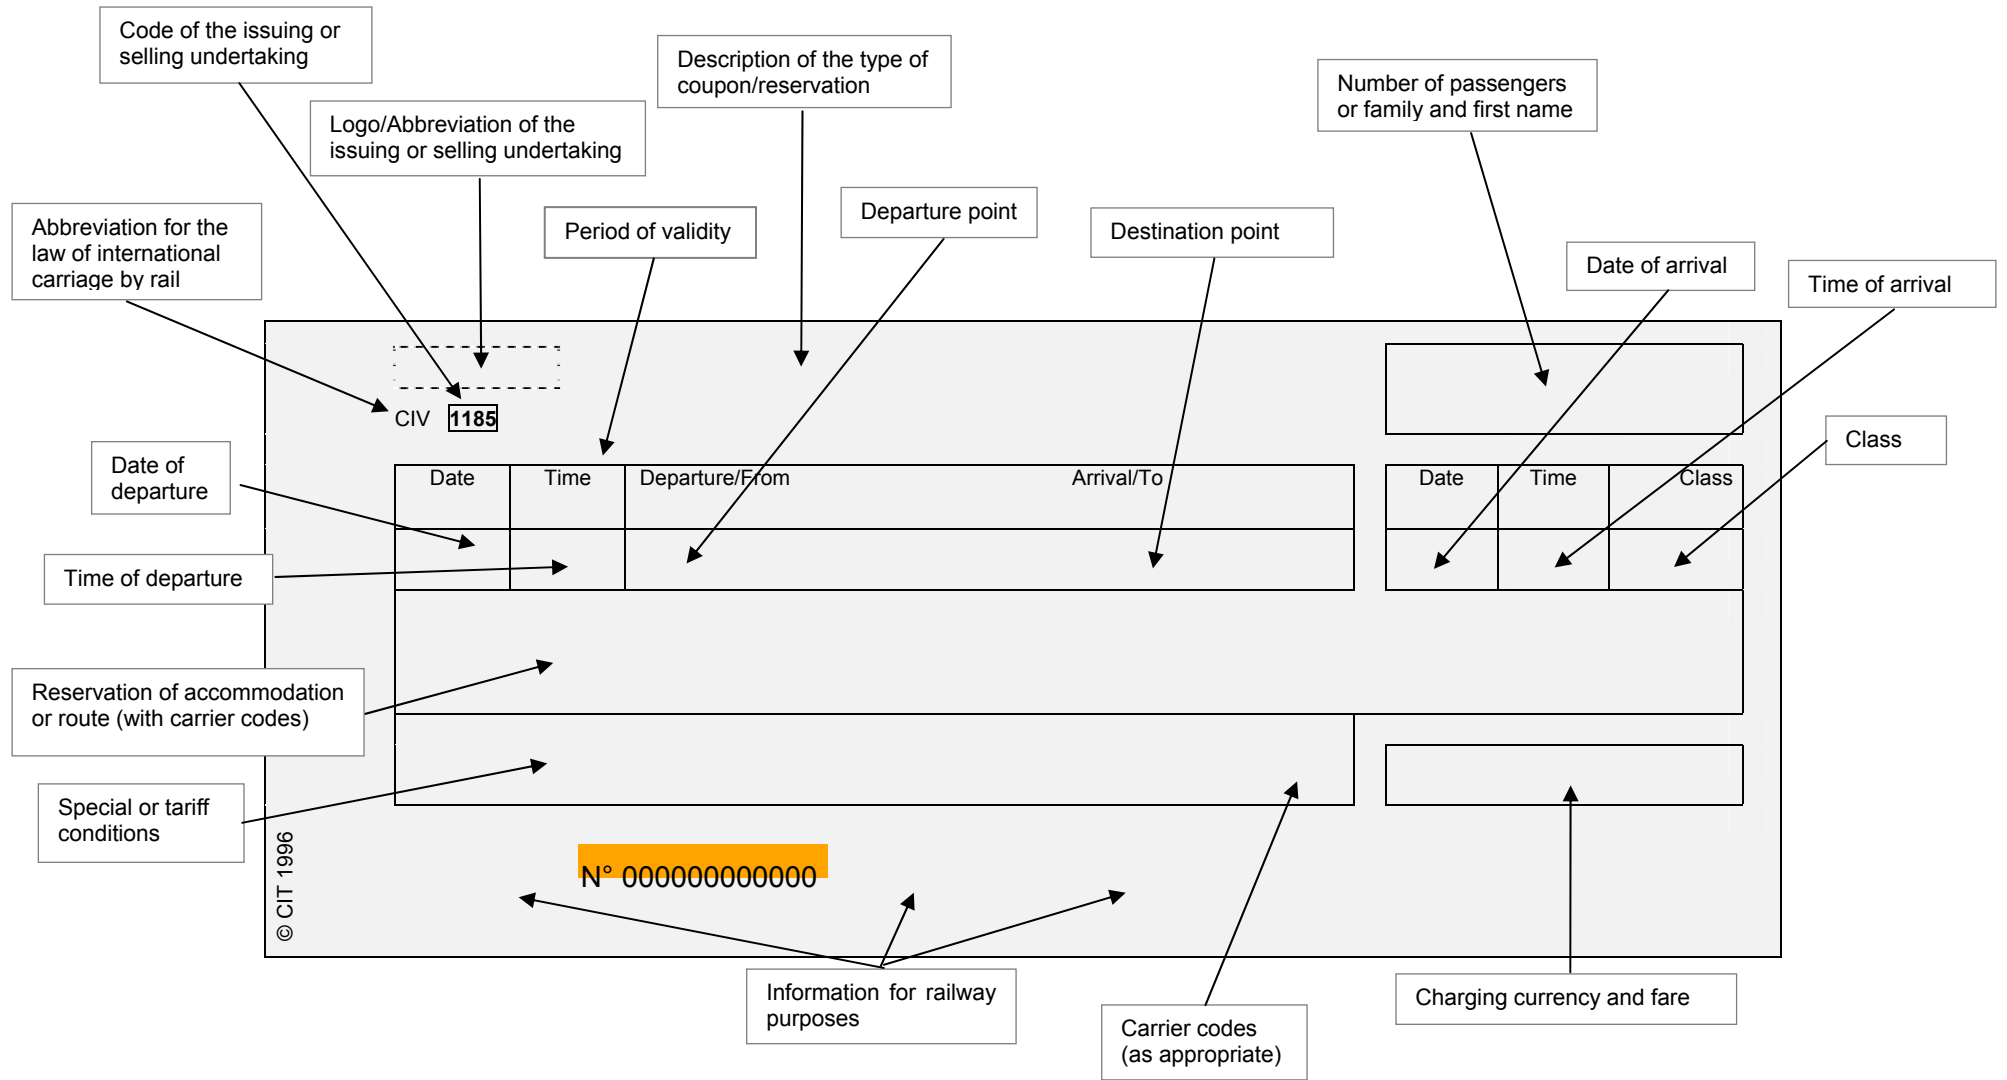 Code of the issuing or
selling undertaking
Description of the type of
coupon/reservation
Number of passengers
or family and first name
Logo/Abbreviation of the
issuing or selling undertaking
Abbreviation for the
law of international
carriage by rail
Period of validity
Departure point
Destination point
Date of arrival
Time of arrival
CIV 1185
Class
Date of
departure
Date Time Departure/From Arrival/To Date Time Class
Time of departure
Reservation of accommodation
or route (with carrier codes)
Special or tariff
conditions
© CIT 1996
N° 000000000000
Information for railway
purposes
Carrier codes
(as appropriate)
Charging currency and fare